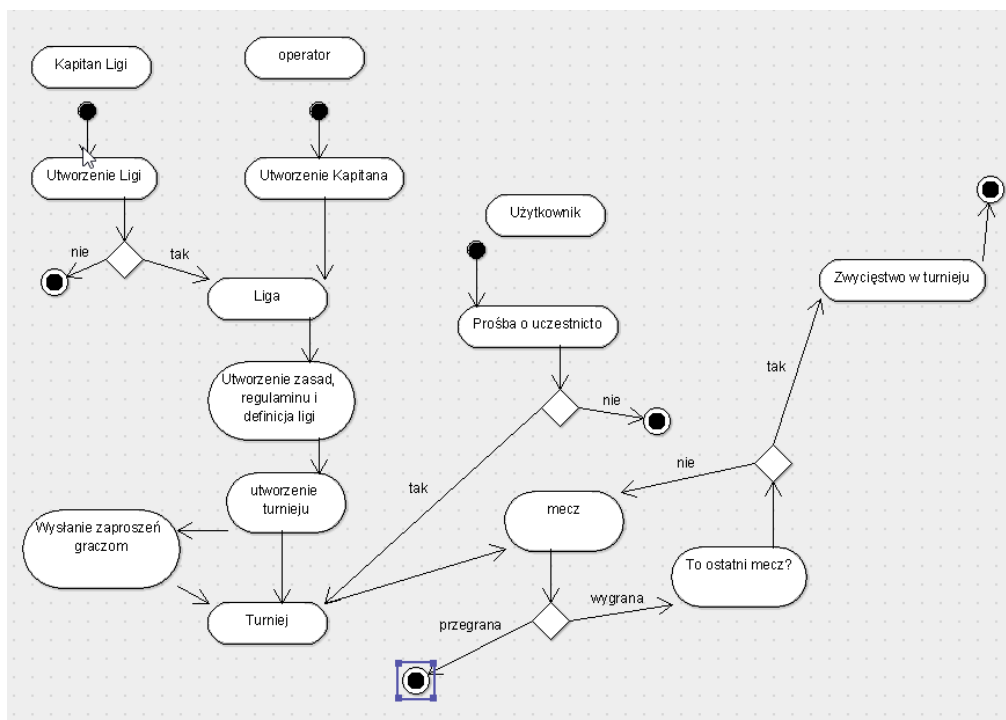 Kapitan Ligi
operator
Utworzenie Ligi
Utworzenie Kapitana
Użytkownik
nie
tak
Zwycięstwo w turnieju
Liga
Prośba o uczestnicto
Utworzenie zasad,
regulaminu i
definicja ligi
tak
nie
nie
tak
utworzenie
turnieju
mecz
Wysłanie zaproszeń
graczom
To ostatni mecz?
wygrana
Turniej
przegrana